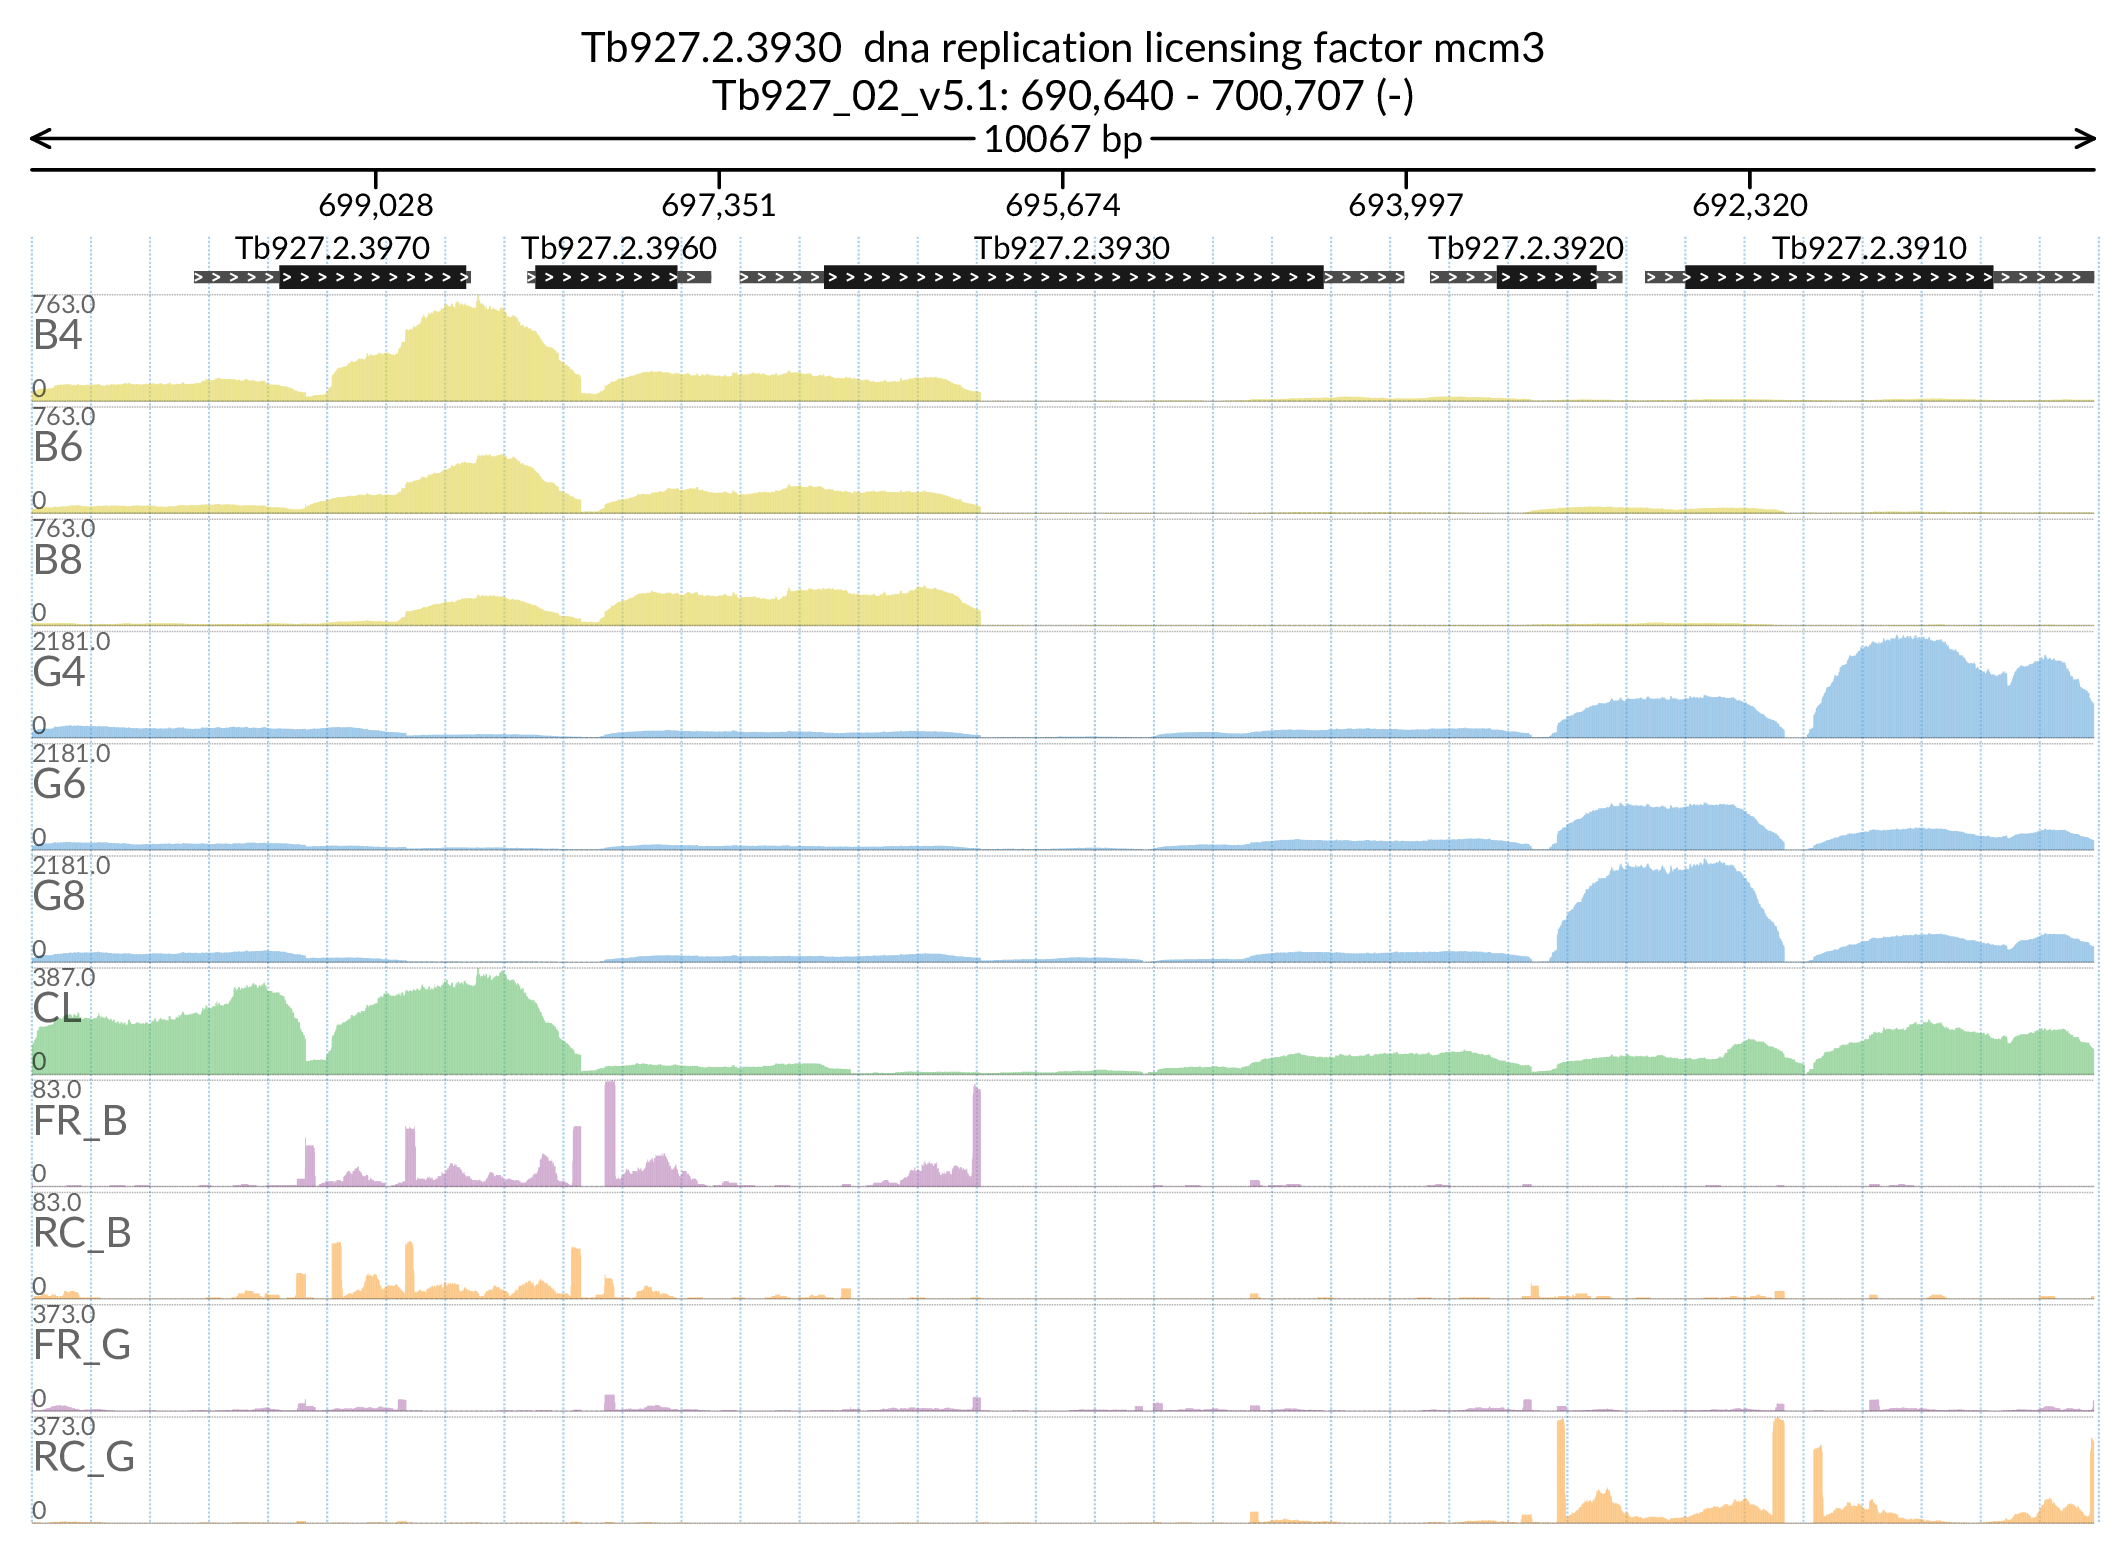 Tb927.2.3930 dna replication licensing factor mcm3
Tb927_02_v5.1: 690,640 - 700,707 (-)
10067 bp
699,028 697,351 695,674 693,997 692,320
Tb927.2.3970 Tb927.2.3960 Tb927.2.3930 Tb927.2.3920 Tb927.2.3910
763.0
B4
0
763.0
B6
0
763.0
B8
0
2181.0
G4
0
2181.0
G6
0
2181.0
G8
0
387.0
CL
0
83.0
FR_B
0
83.0
RC_B
0
373.0
FR_G
0
373.0
RC_G
0